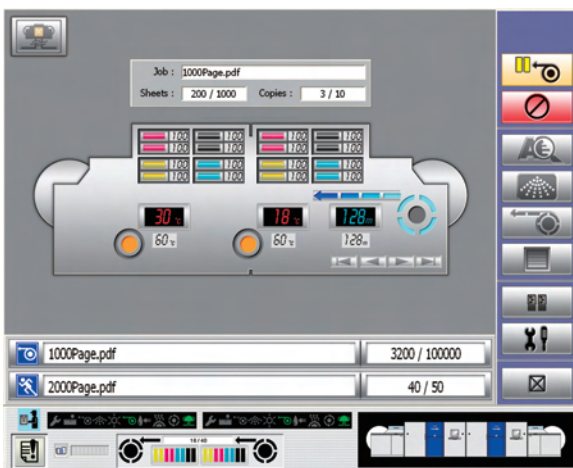 Job : 1000Page.pdf
Sheets : 200 / 1000 Copies : 3 / 10
100 100 100 100
100 100 100 100
100 100 100 100
100 100 100 100
30 °c 18 °c 128m
60 °c 60 °c 128m
1000Page.pdf 3200 / 100000
2000Page.pdf 40 / 50
10 / 40